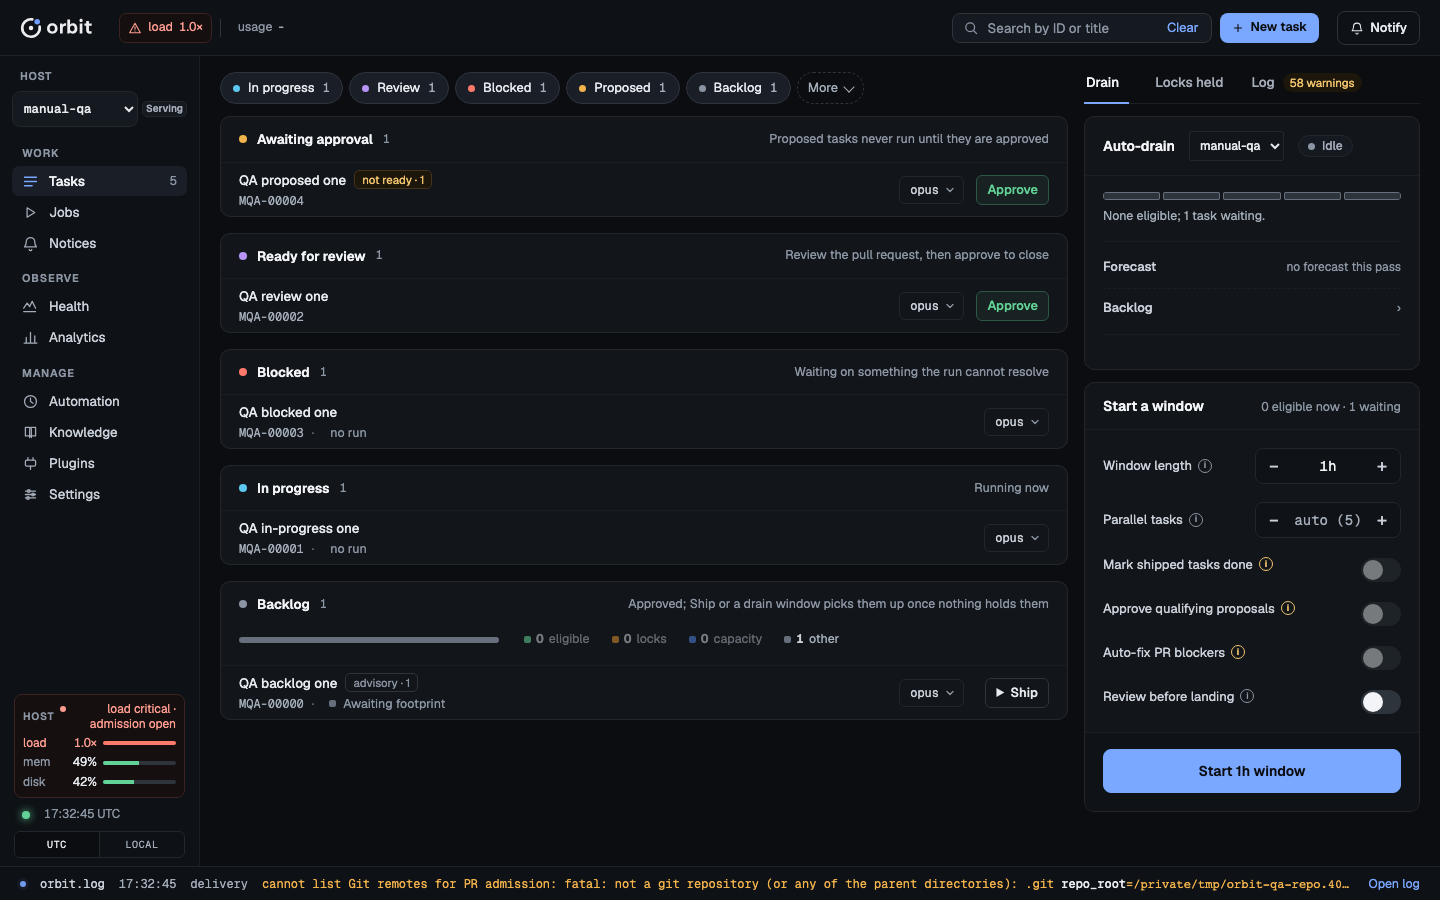 orbit
load 1.0×
usage -
Search by ID or title
Clear
+ New task
Notify
HOST
manual-qa
Serving
WORK
Tasks 5
Jobs
Notices
OBSERVE
Health
Analytics
MANAGE
Automation
Knowledge
Plugins
Settings
HOST
load critical ·
admission open
load 1.0×
mem 49%
disk 42%
17:32:45 UTC
UTC
LOCAL
In progress 1
Review 1
Blocked 1
Proposed 1
Backlog 1
More
Awaiting approval 1
Proposed tasks never run until they are approved
QA proposed one
not ready · 1
MQA-00004
opus
Approve
Ready for review 1
Review the pull request, then approve to close
QA review one
MQA-00002
opus
Approve
Blocked 1
Waiting on something the run cannot resolve
QA blocked one
MQA-00003 · no run
opus
In progress 1
Running now
QA in-progress one
MQA-00001 · no run
opus
Backlog 1
Approved; Ship or a drain window picks them up once nothing holds them
0 eligible
0 locks
0 capacity
1 other
QA backlog one
advisory · 1
MQA-00000 · Awaiting footprint
opus
Ship
Drain
Locks held
Log
58 warnings
Auto-drain
manual-qa
Idle
None eligible; 1 task waiting.
Forecast
no forecast this pass
Backlog ›
Start a window
0 eligible now · 1 waiting
Window length
− 1h +
Parallel tasks
− auto (5) +
Mark shipped tasks done
Approve qualifying proposals
Auto-fix PR blockers
Review before landing
Start 1h window
orbit.log 17:32:45 delivery cannot list Git remotes for PR admission: fatal: not a git repository (or any of the parent directories): .git repo_root=/private/tmp/orbit-qa-repo.40…
Open log